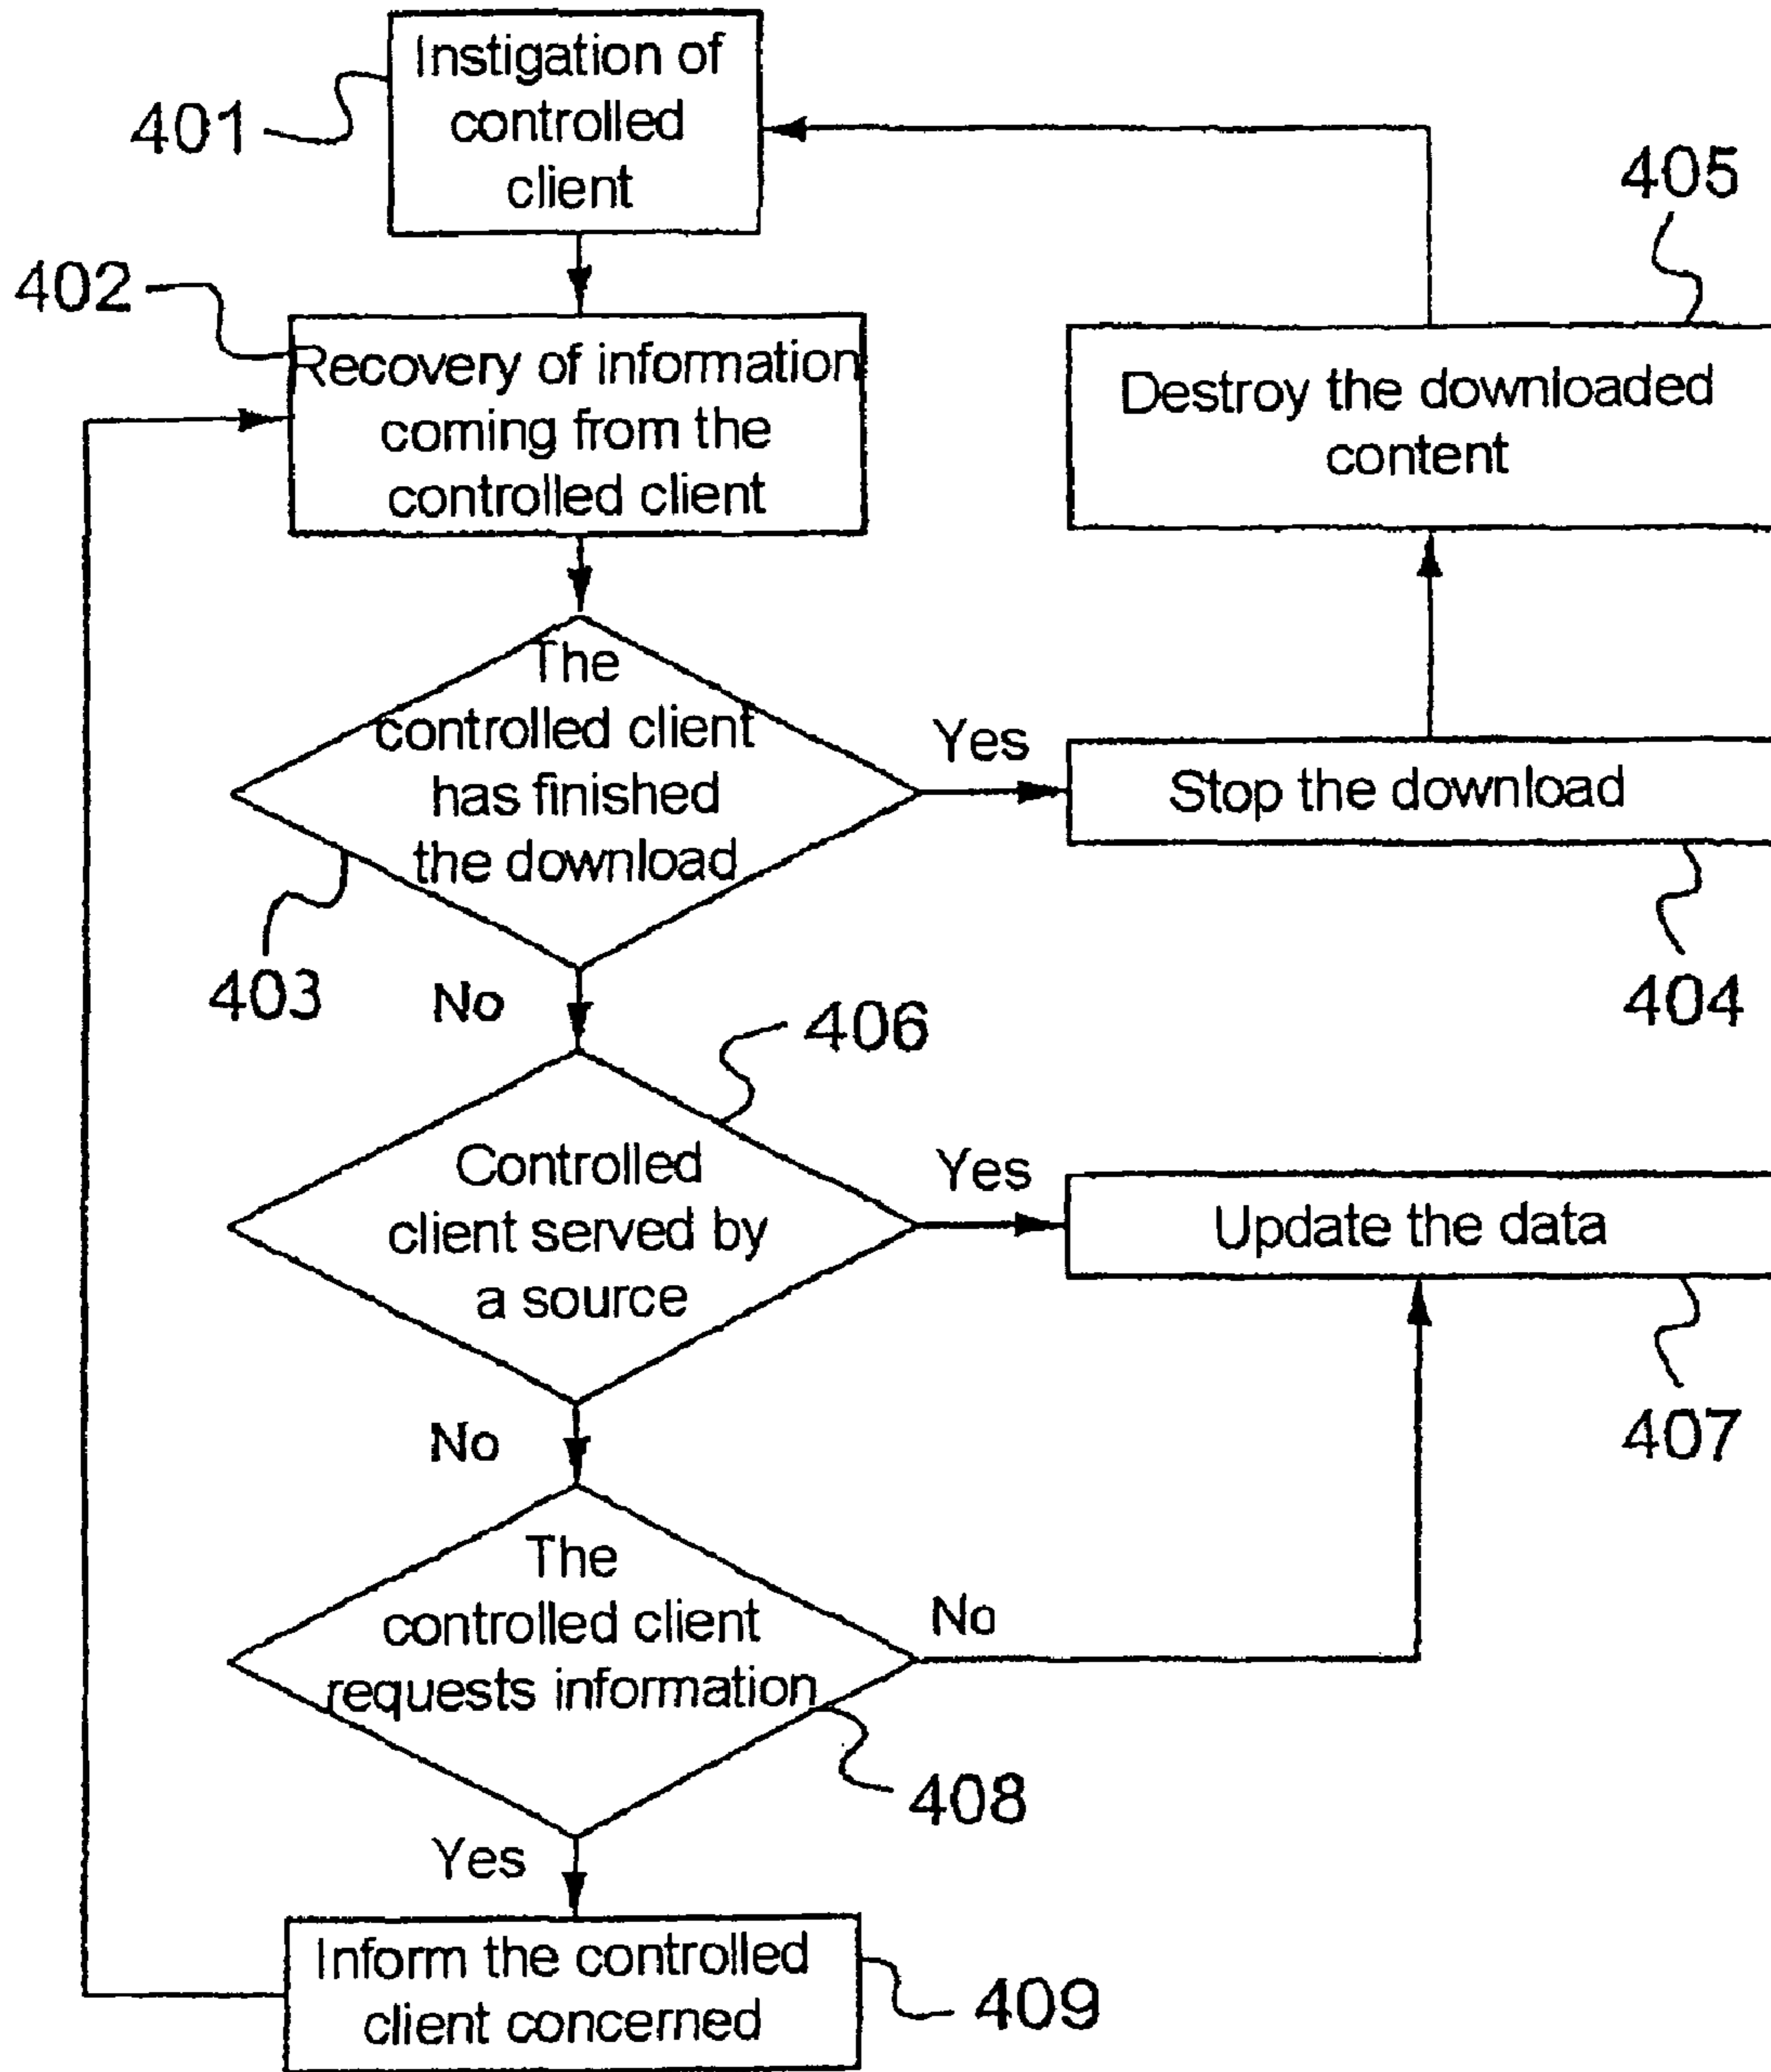 Instigation of
controlled
client
401
405
402
Recovery of information
coming from the
controlled client
Destroy the downloaded
content
The
controlled client
has finished
the download
Yes
Stop the download
403
No
404
406
Controlled
client served by
a source
Yes
Update the data
No
407
The
controlled client
requests information
No
408
Yes
Inform the controlled
client concerned
409